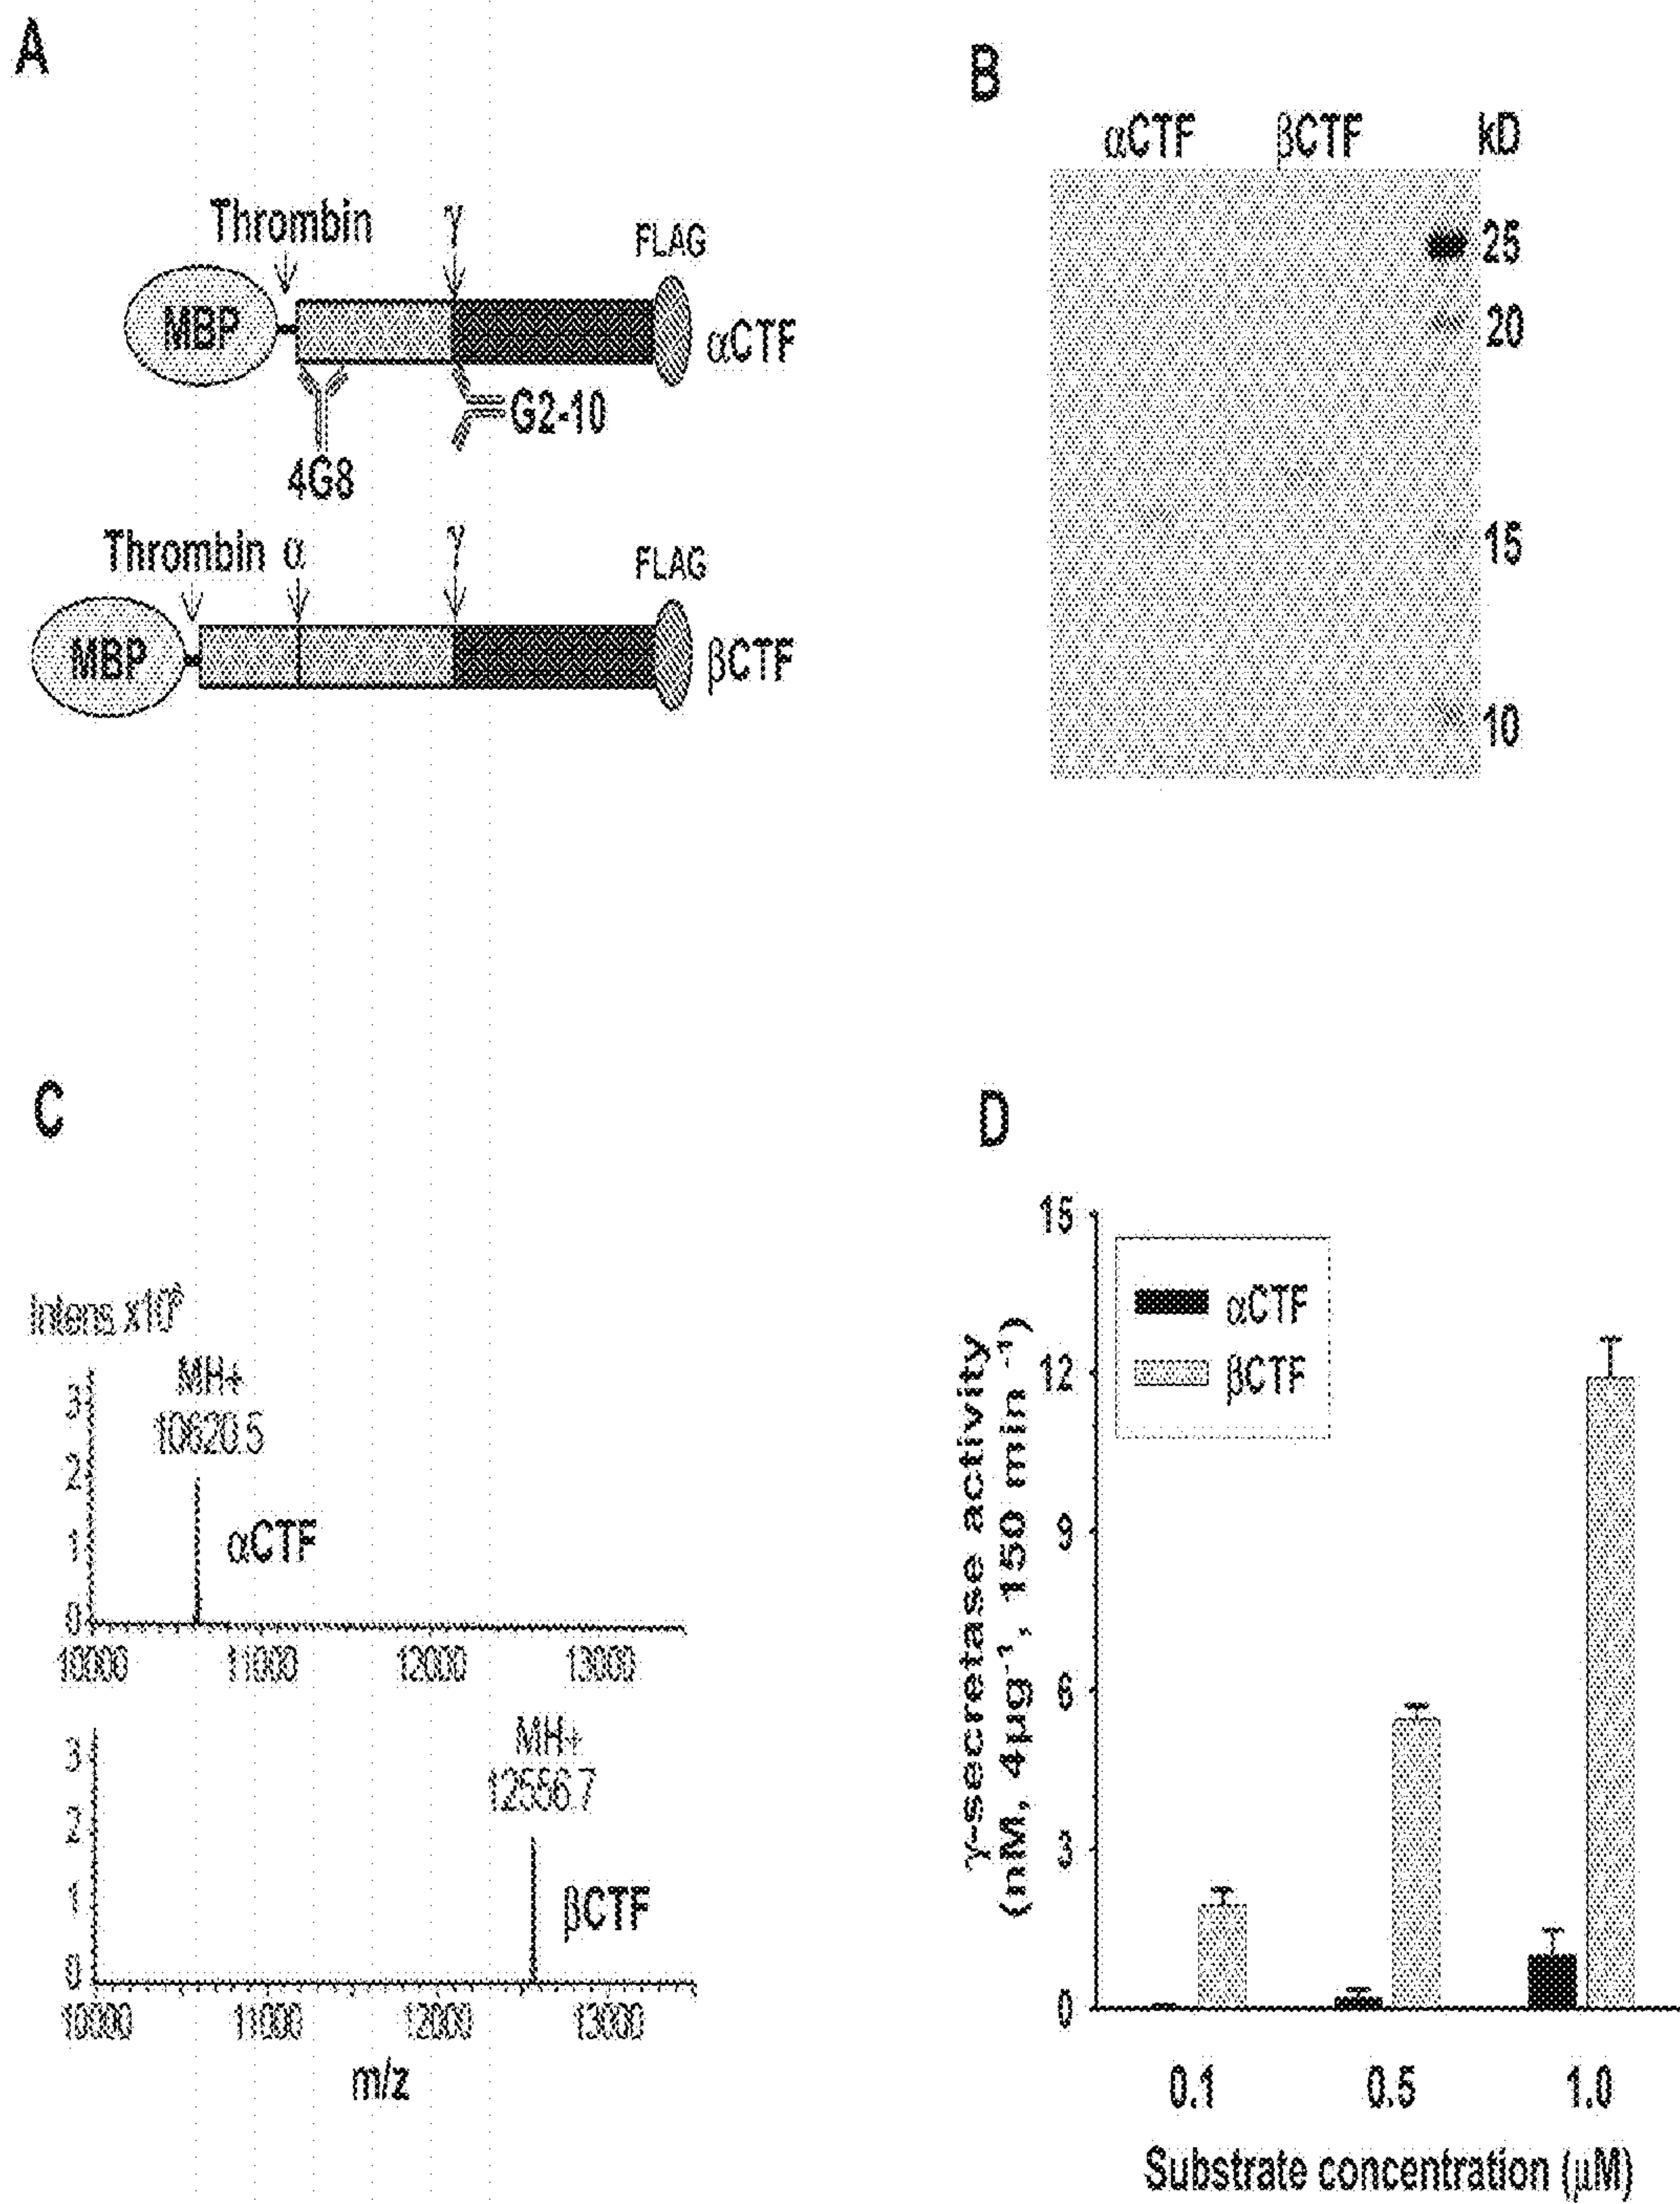 A
Thrombin γ FLAG
MBP αCTF
G2-10
4G8
Thrombin α γ FLAG
MBP βCTF
B
αCTF βCTF kD
25
20
15
10
C
Intens x10⁶
MH+
10620.5
αCTF
3
2
1
0
10000 11000 12000 13000
MH+
12556.7
βCTF
3
2
1
0
10000 11000 12000 13000
m/z
D
γ-secretase activity
(nM, 4μg⁻¹, 150 min ⁻¹)
15
12
9
6
3
0
αCTF
βCTF
0.1 0.5 1.0
Substrate concentration (μM)